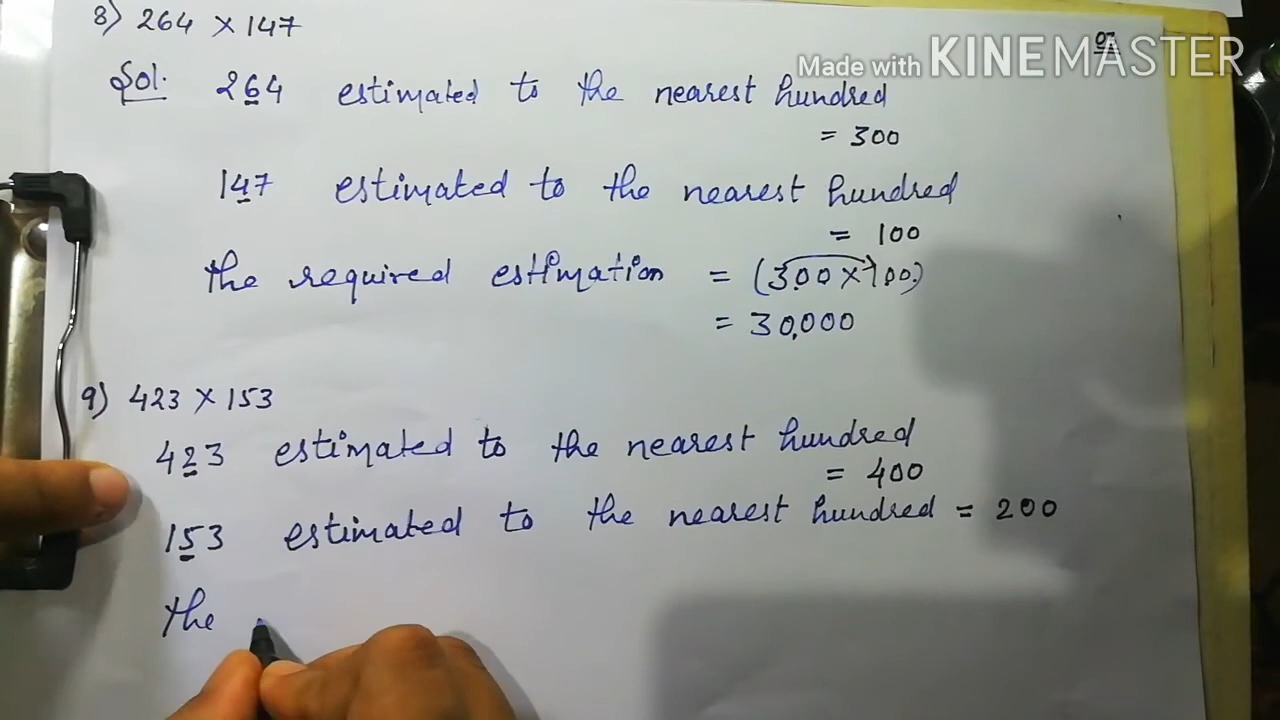 8) 264 × 147
Made with KINEMASTER
Sol. 264 estimated to the nearest hundred
= 300
147 estimated to the nearest hundred
= 100
the required estimation = (300 × 100)
= 30,000
9) 423 × 153
423 estimated to the nearest hundred
= 400
153 estimated to the nearest hundred = 200
the